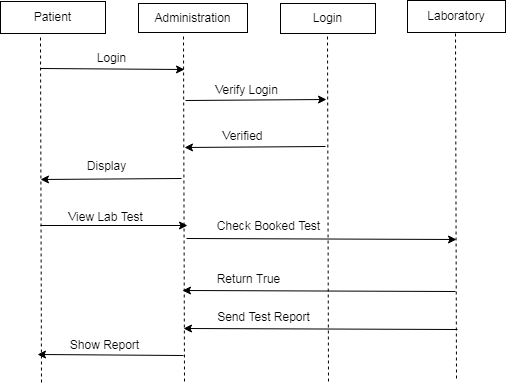 Patient
Administration
Login
Laboratory
Login
Verify Login
Verified
Display
View Lab Test
Check Booked Test
Return True
Send Test Report
Show Report